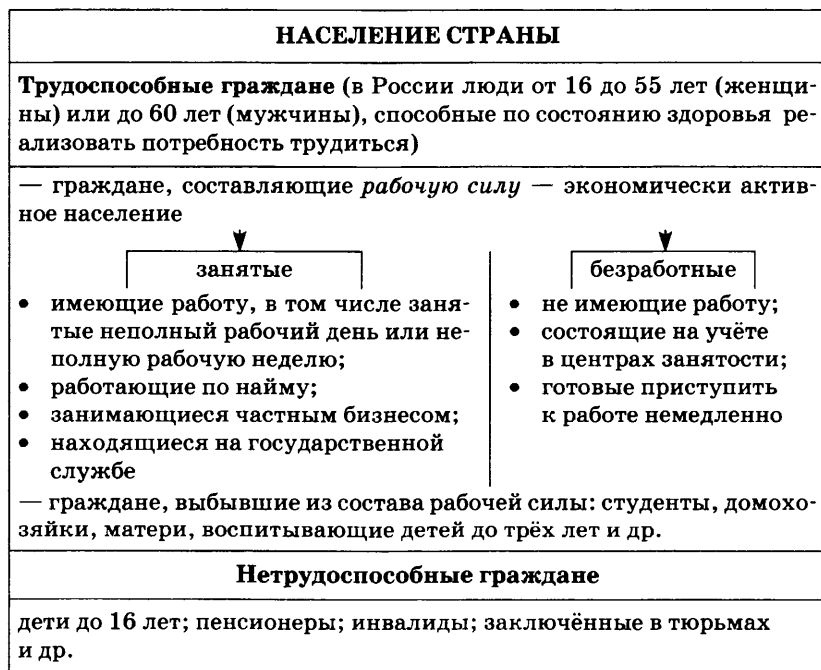 НАСЕЛЕНИЕ СТРАНЫ
Трудоспособные граждане (в России люди от 16 до 55 лет (женщи-
ны) или до 60 лет (мужчины), способные по состоянию здоровья ре-
ализовать потребность трудиться)
— граждане, составляющие рабочую силу — экономически актив-
ное население
занятые
• имеющие работу, в том числе заня-
тые неполный рабочий день или не-
полную рабочую неделю;
• работающие по найму;
• занимающиеся частным бизнесом;
• находящиеся на государственной
службе
безработные
• не имеющие работу;
• состоящие на учёте
в центрах занятости;
• готовые приступить
к работе немедленно
— граждане, выбывшие из состава рабочей силы: студенты, домохо-
зяйки, матери, воспитывающие детей до трёх лет и др.
Нетрудоспособные граждане
дети до 16 лет; пенсионеры; инвалиды; заключённые в тюрьмах
и др.